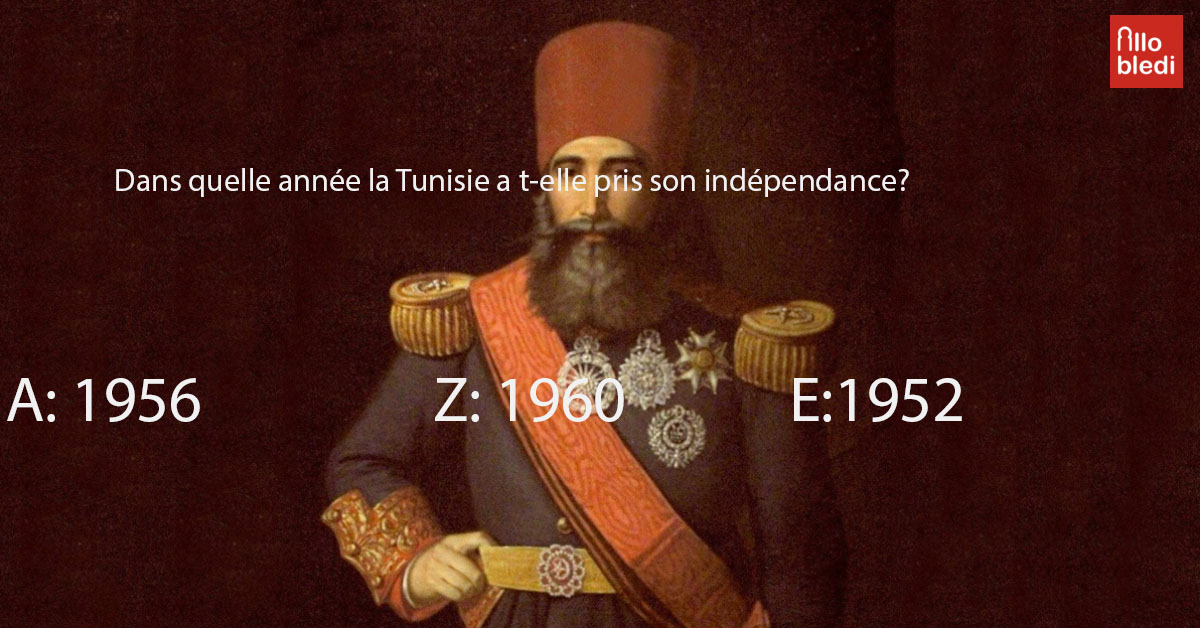 Allo
bledi
Dans quelle année la Tunisie a t-elle pris son indépendance?
A: 1956 Z: 1960 E:1952